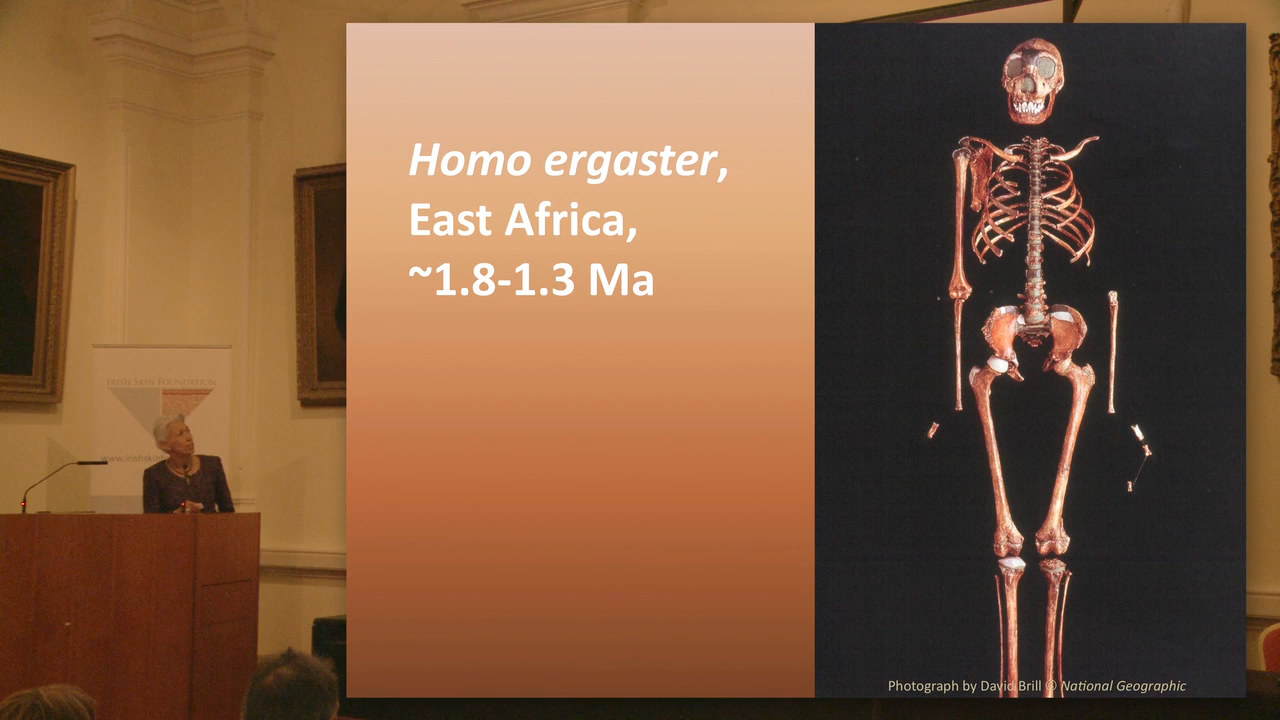 Homo ergaster,
East Africa,
~1.8-1.3 Ma
IRISH SKIN FOUNDATION
Photograph by David Brill © National Geographic